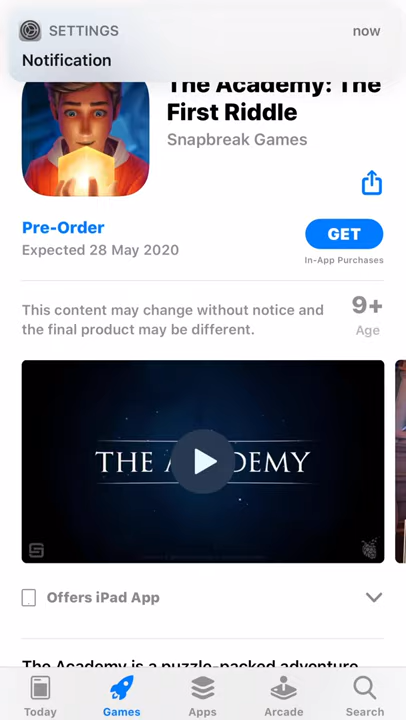 SETTINGS
now
Notification
The Academy: The
First Riddle
Snapbreak Games
Pre-Order
Expected 28 May 2020
GET
In-App Purchases
This content may change without notice and
the final product may be different.
9+
Age
THE ACADEMY
Offers iPad App
The Academy is a puzzle-packed adventure
Today
Games
Apps
Arcade
Search